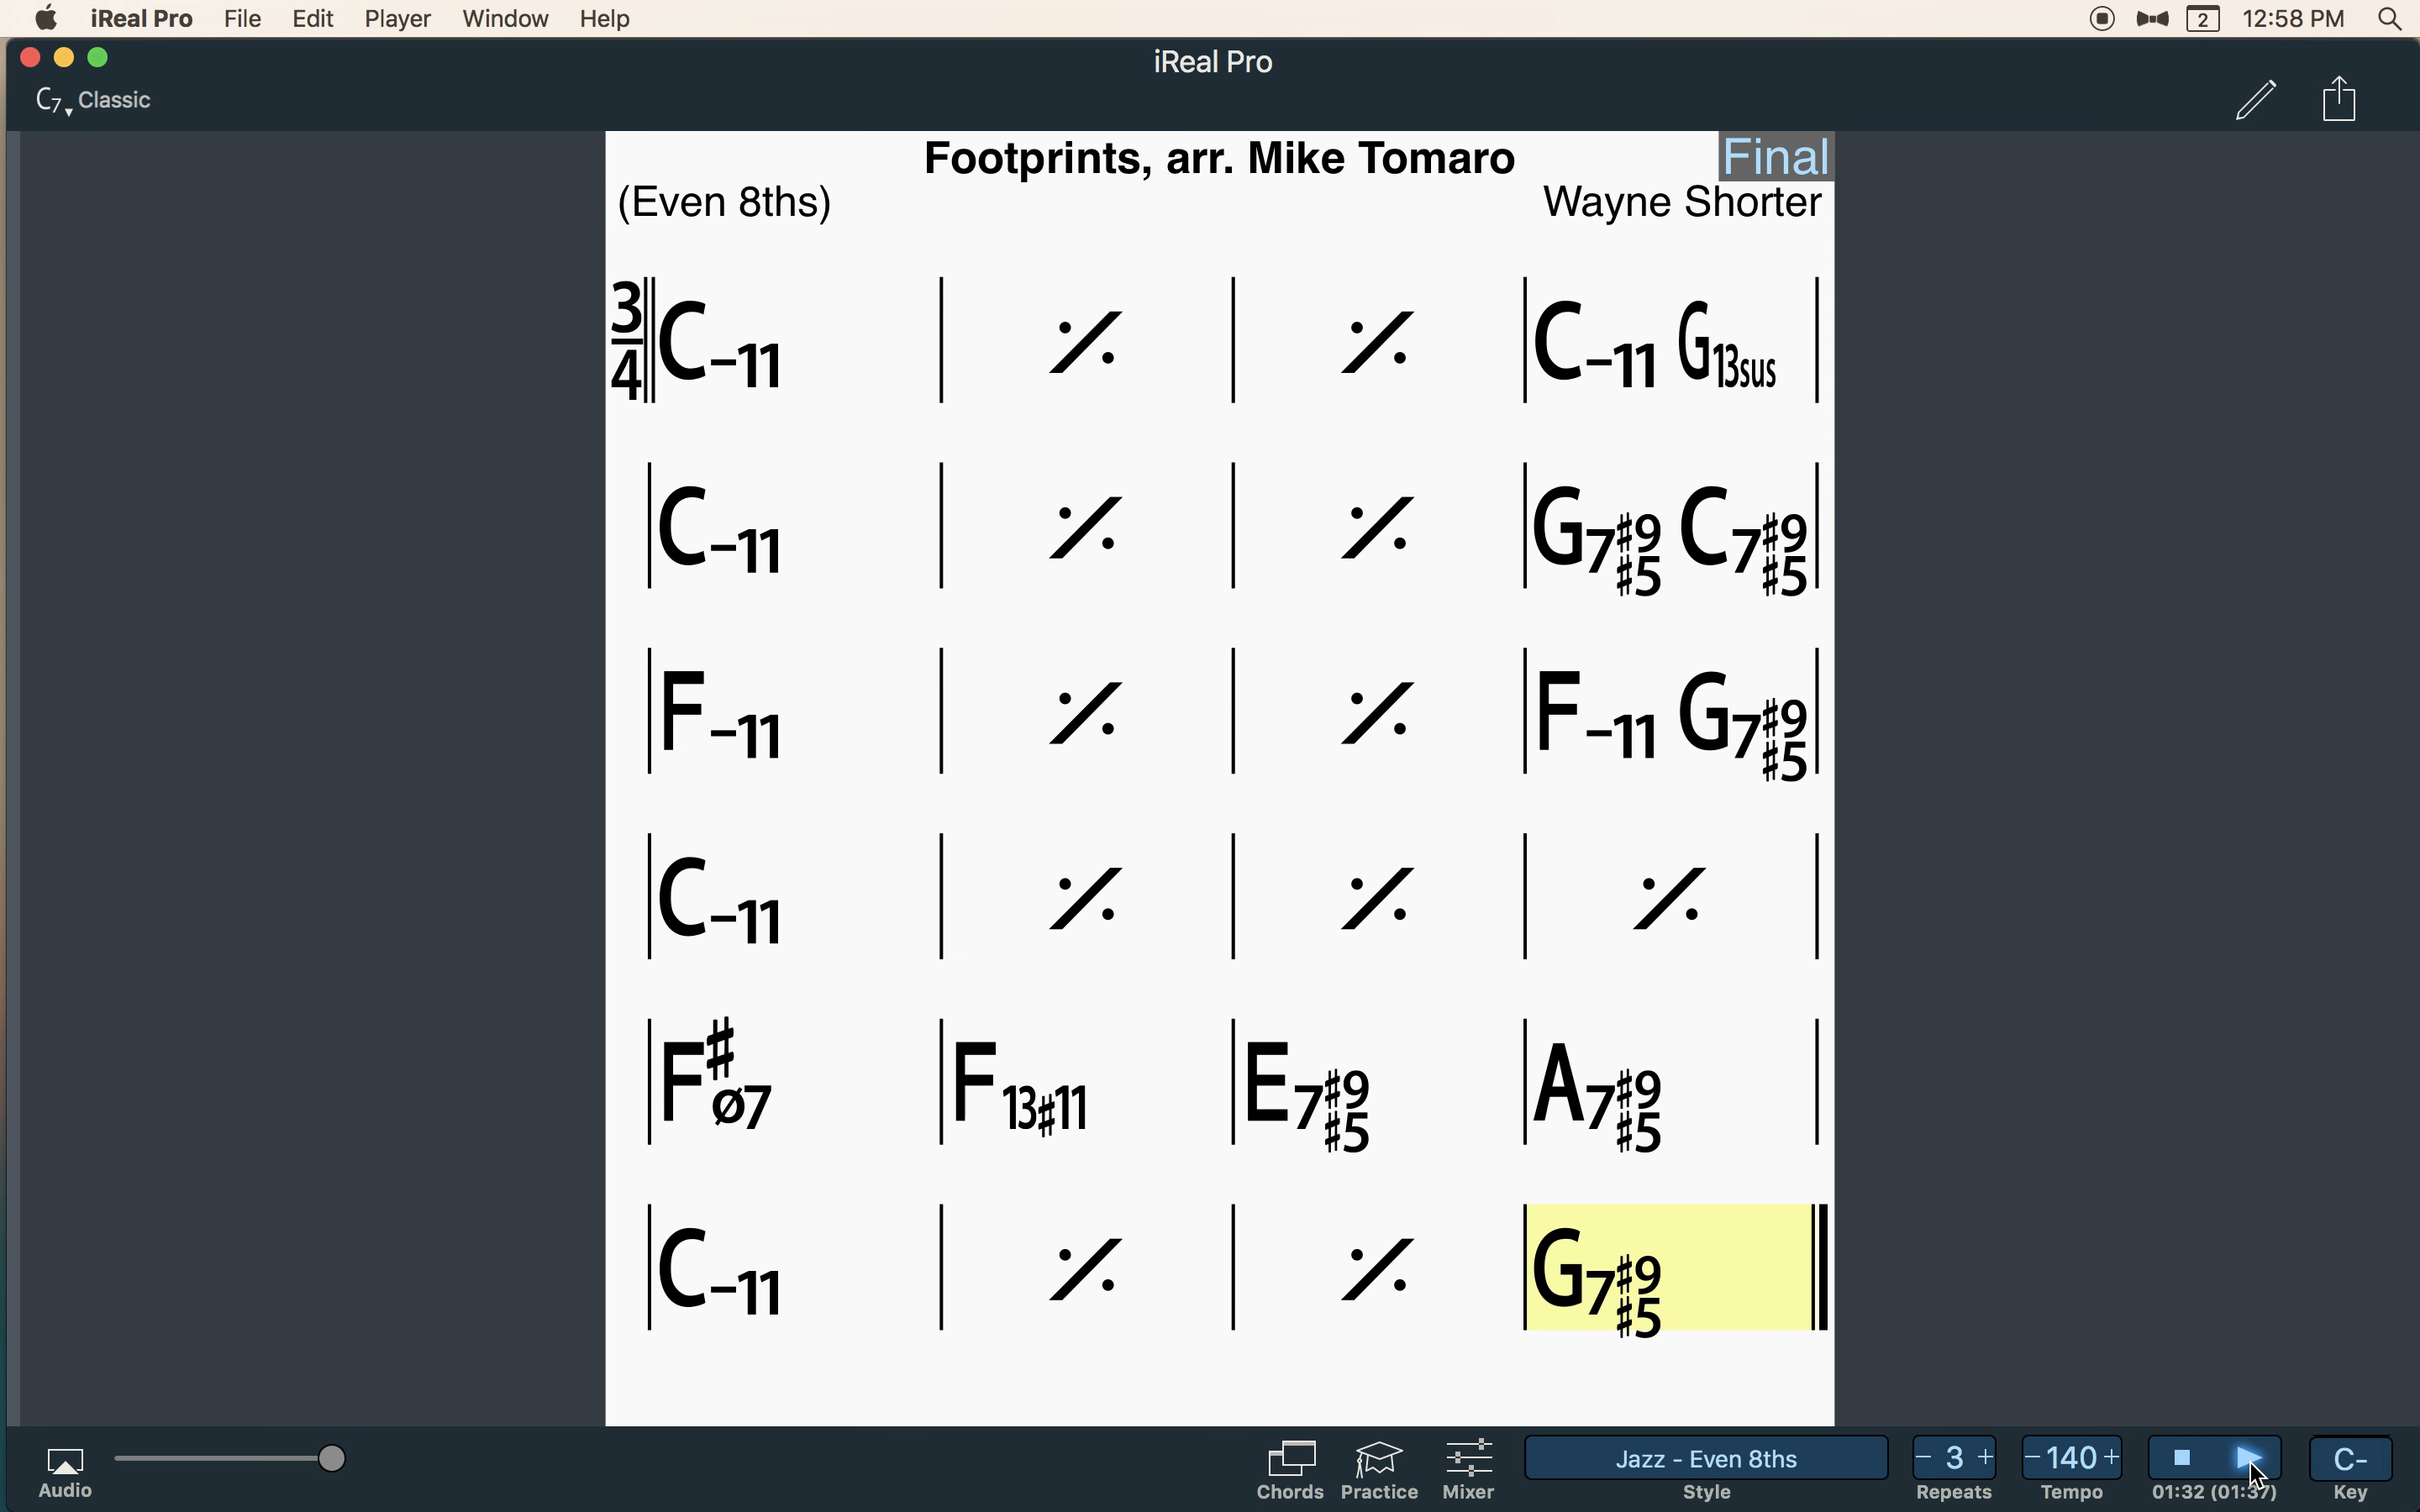 iReal Pro File Edit Player Window Help 2 12:58 PM
iReal Pro
C7 Classic
Footprints, arr. Mike Tomaro Final
(Even 8ths) Wayne Shorter
3/4 C-11 | 𝄎 | 𝄎 | C-11 G13sus
C-11 | 𝄎 | 𝄎 | G7♯9♯5 C7♯9♯5
F-11 | 𝄎 | 𝄎 | F-11 G7♯9♯5
C-11 | 𝄎 | 𝄎 | 𝄎
F♯ø7 | F13♯11 | E7♯9♯5 | A7♯9♯5
C-11 | 𝄎 | 𝄎 | G7♯9♯5
Jazz - Even 8ths - 3 + - 140 + C-
Audio Chords Practice Mixer Style Repeats Tempo 01:32 (01:37) Key